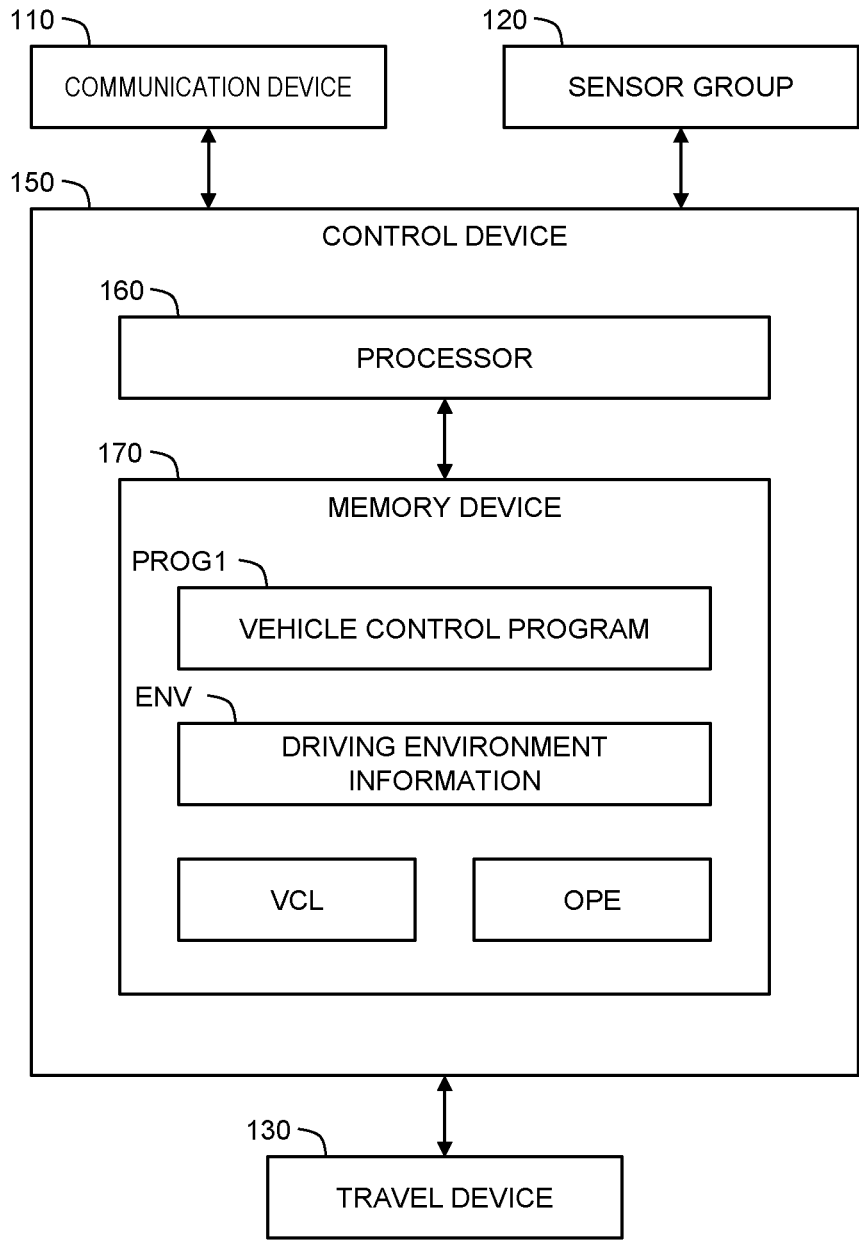 110
COMMUNICATION DEVICE
120
SENSOR GROUP
150
CONTROL DEVICE
160
PROCESSOR
170
MEMORY DEVICE
PROG1
VEHICLE CONTROL PROGRAM
ENV
DRIVING ENVIRONMENT
INFORMATION
VCL
OPE
130
TRAVEL DEVICE